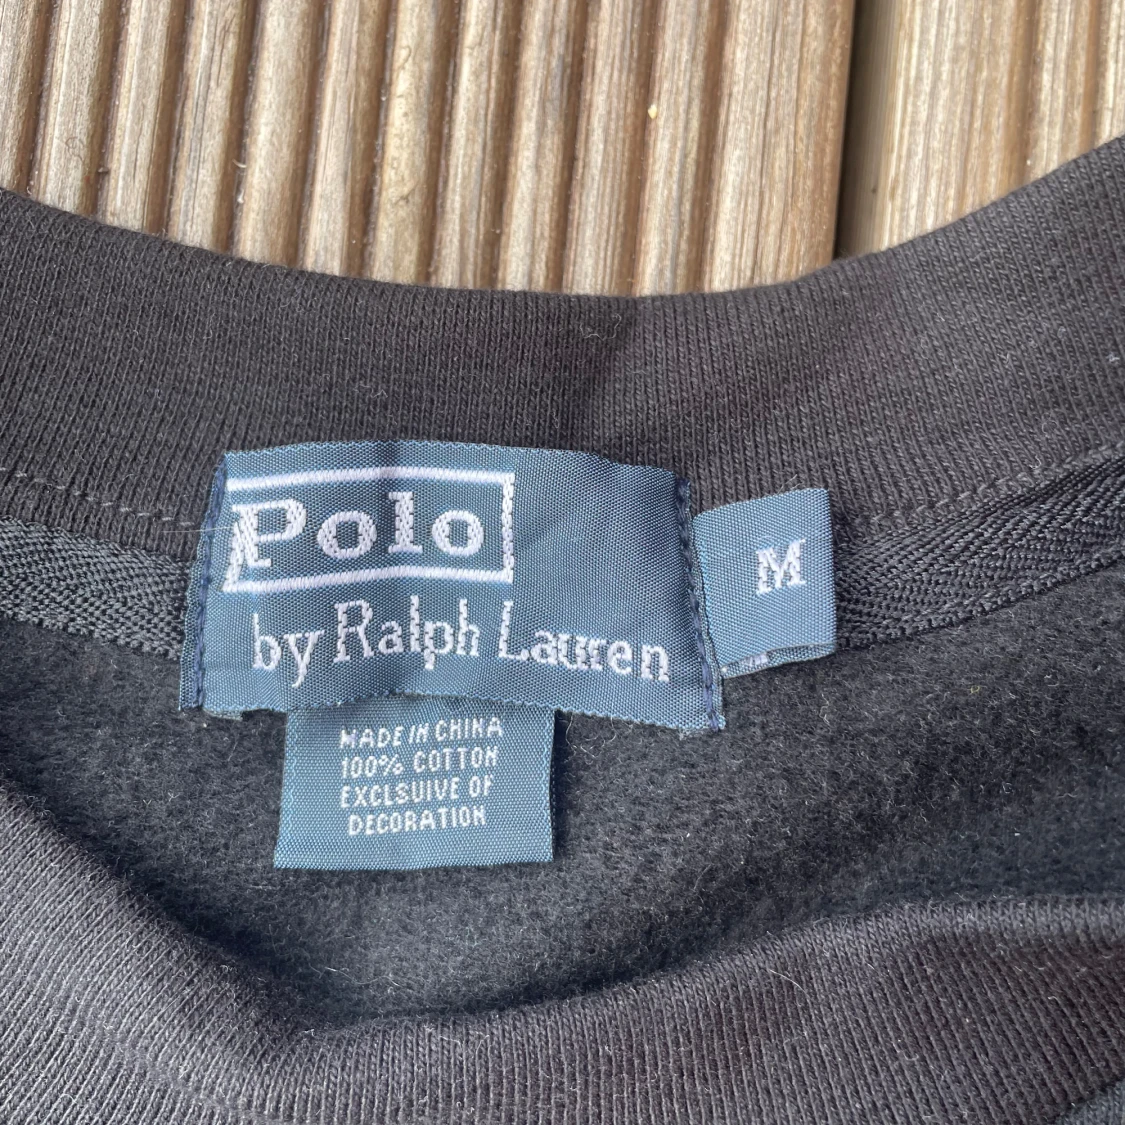 Polo
by Ralph Lauren
M
MADE IN CHINA
100% COTTON
EXCLSUIVE OF
DECORATION